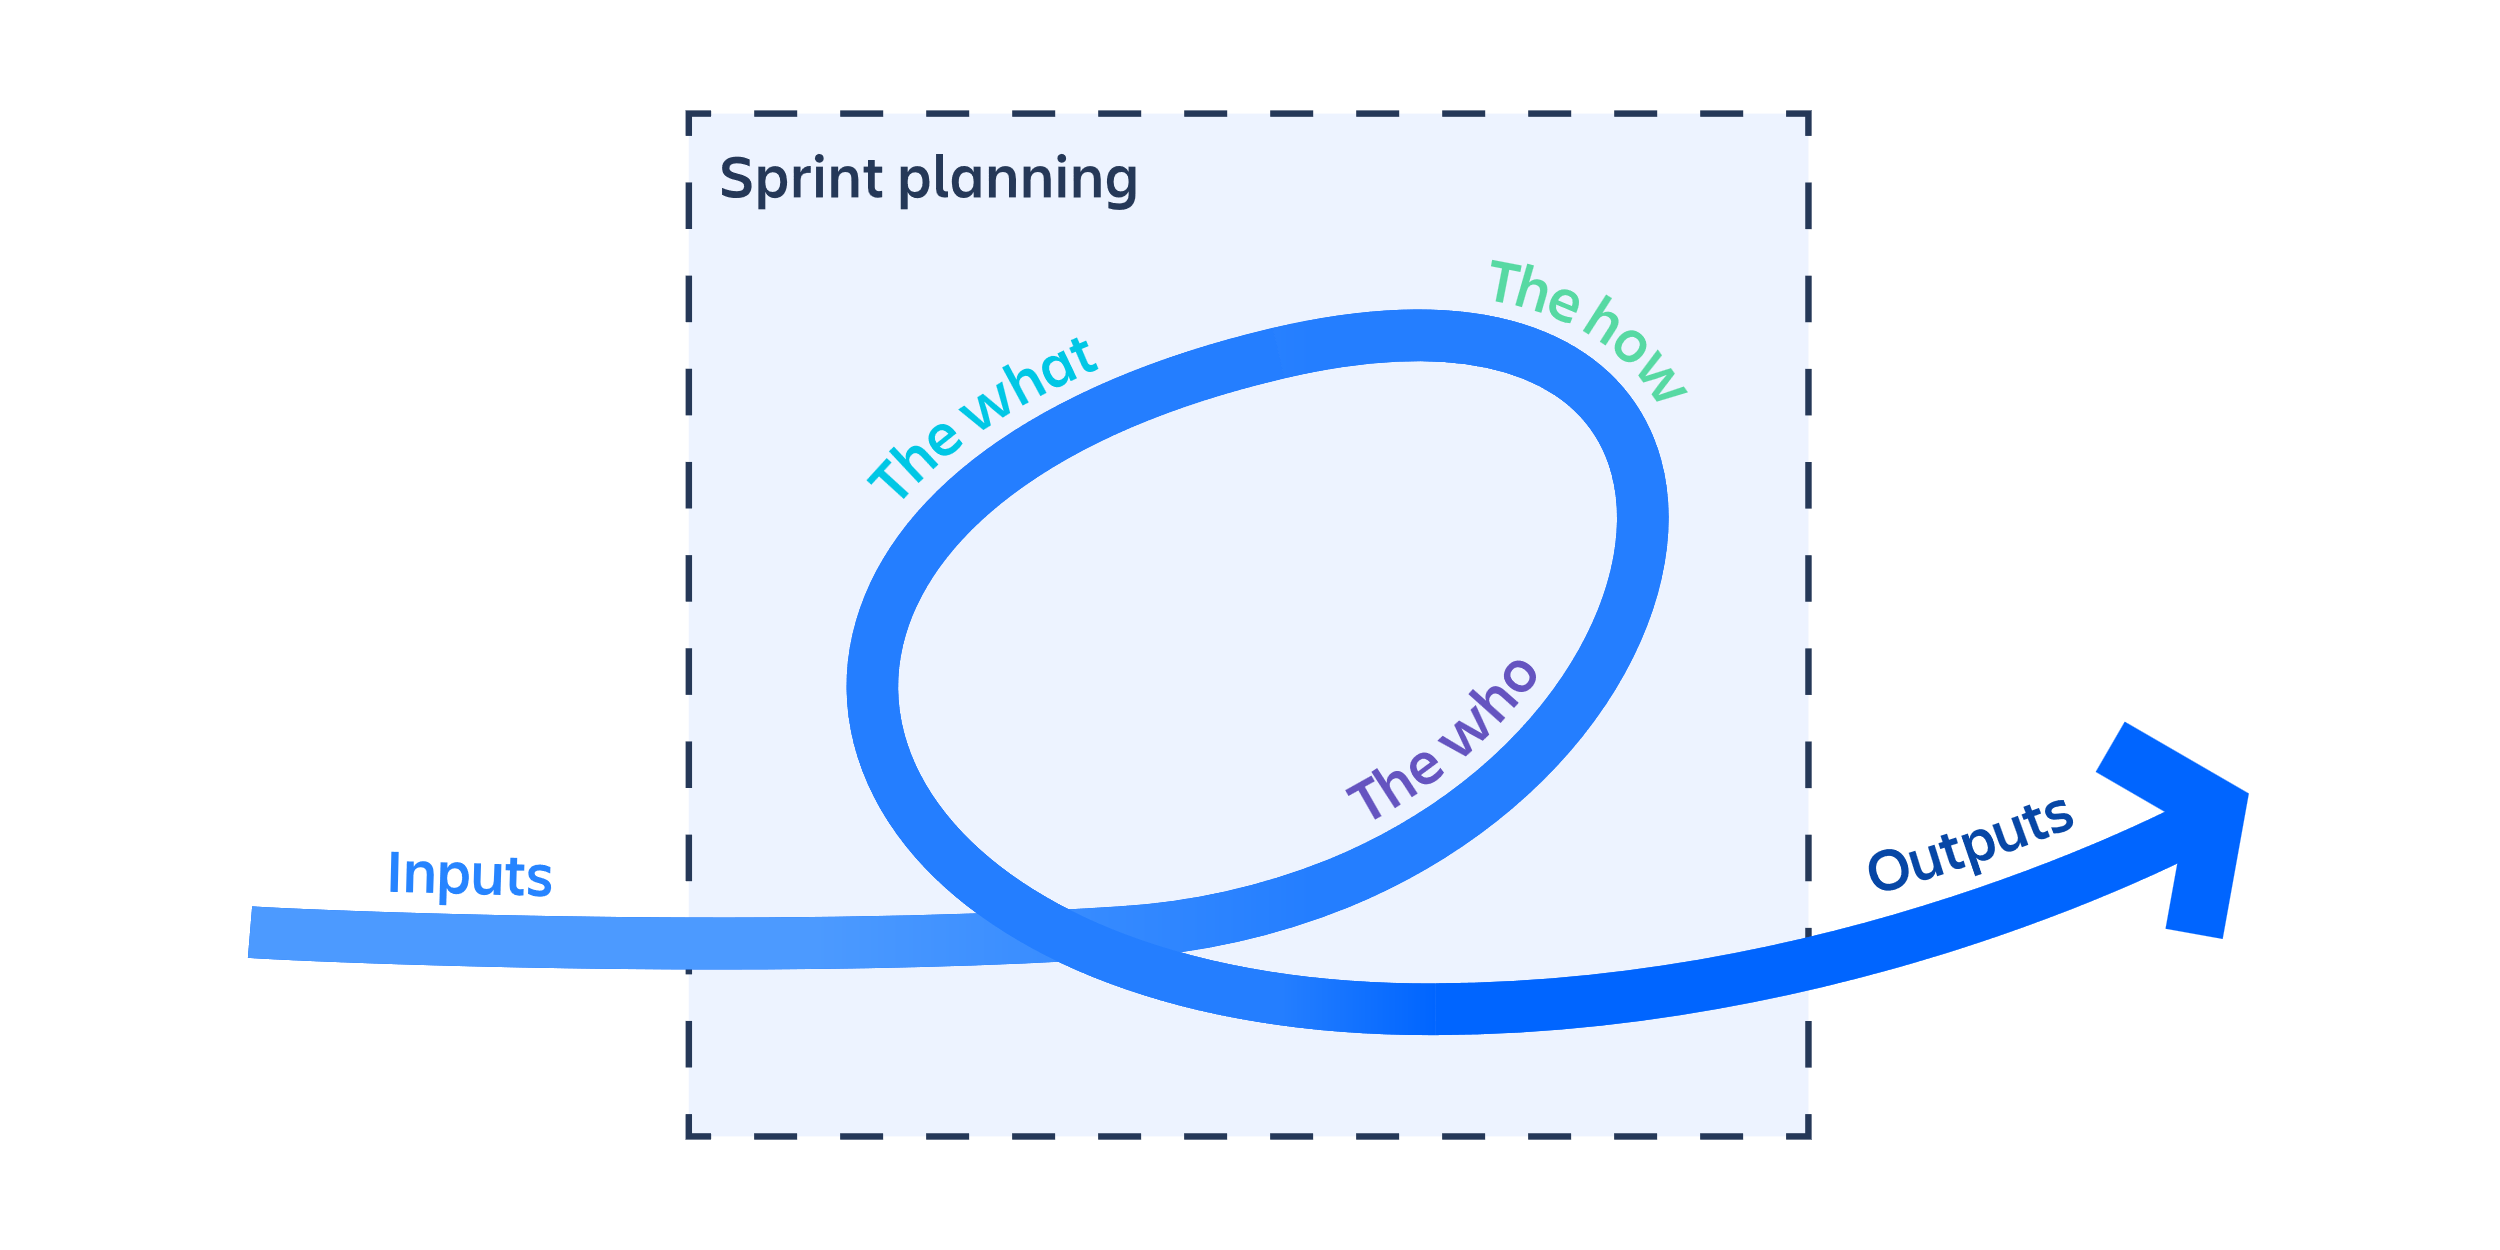 Sprint planning
The what
The how
The who
Inputs
Outputs